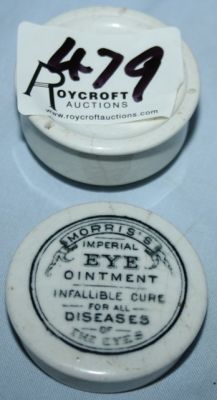 479
ROYCROFT
AUCTIONS
www.roycroftauctions.com
MORRIS'S
IMPERIAL
EYE
OINTMENT
INFALLIBLE CURE
FOR ALL
DISEASES
OF
THE EYES